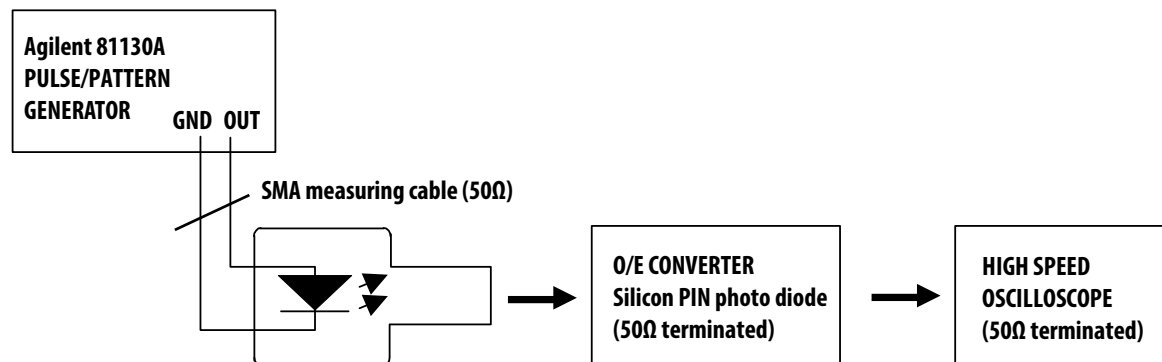 Agilent 81130A
PULSE/PATTERN
GENERATOR
GND OUT
SMA measuring cable (50Ω)
O/E CONVERTER
Silicon PIN photo diode
(50Ω terminated)
HIGH SPEED
OSCILLOSCOPE
(50Ω terminated)